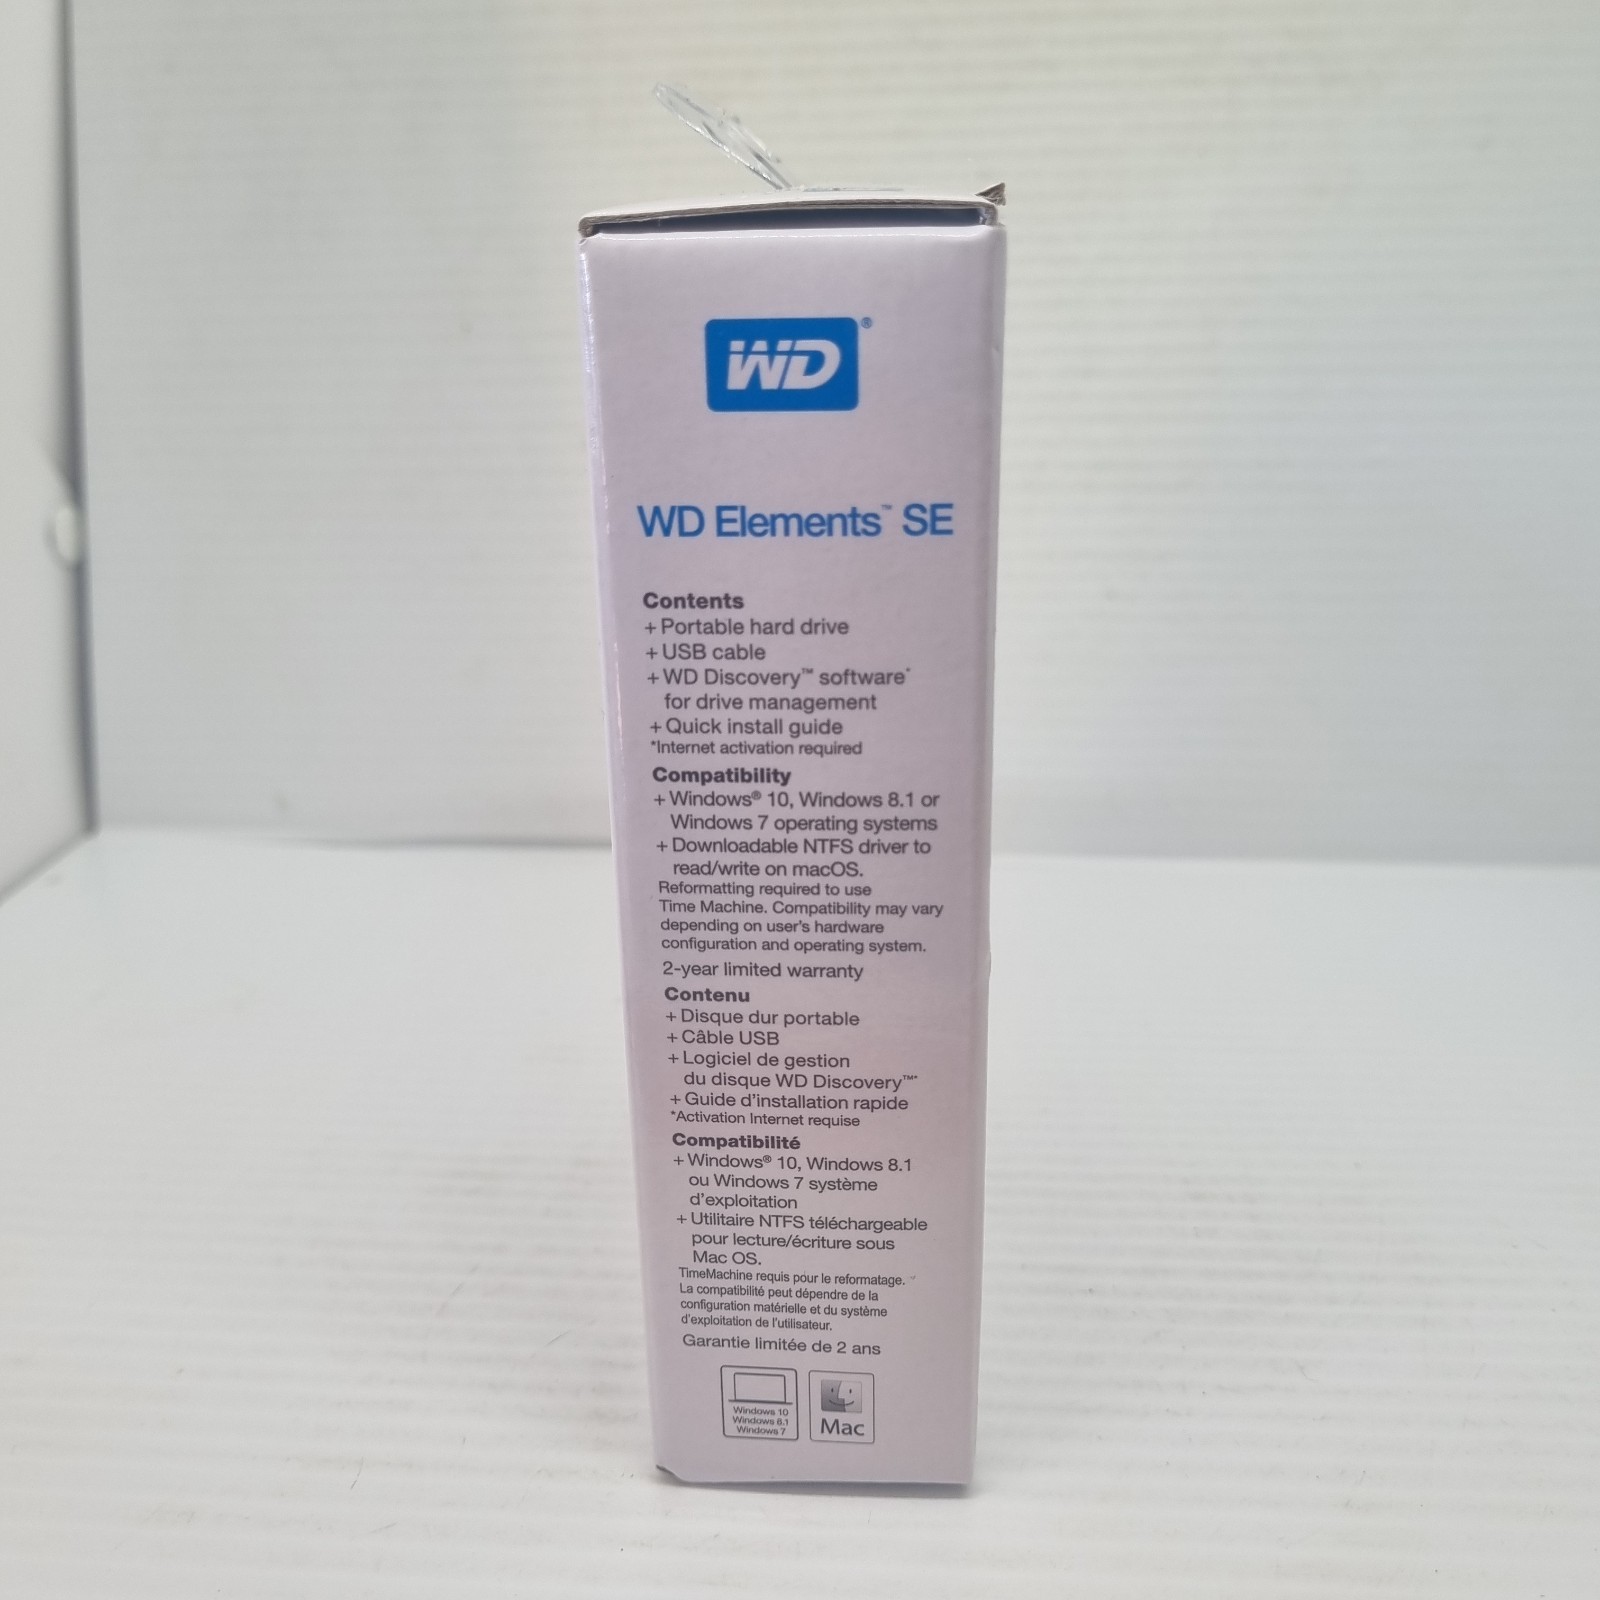 WD®
WD Elements™ SE
Contents
+ Portable hard drive
+ USB cable
+ WD Discovery™ software*
for drive management
+ Quick install guide
*Internet activation required
Compatibility
+ Windows® 10, Windows 8.1 or
Windows 7 operating systems
+ Downloadable NTFS driver to
read/write on macOS.
Reformatting required to use
Time Machine. Compatibility may vary
depending on user's hardware
configuration and operating system.
2-year limited warranty
Contenu
+ Disque dur portable
+ Câble USB
+ Logiciel de gestion
du disque WD Discovery™*
+ Guide d'installation rapide
*Activation Internet requise
Compatibilité
+ Windows® 10, Windows 8.1
ou Windows 7 système
d'exploitation
+ Utilitaire NTFS téléchargeable
pour lecture/écriture sous
Mac OS.
TimeMachine requis pour le reformatage.
La compatibilité peut dépendre de la
configuration matérielle et du système
d'exploitation de l'utilisateur.
Garantie limitée de 2 ans
Windows 10
Windows 8.1
Windows 7
Mac